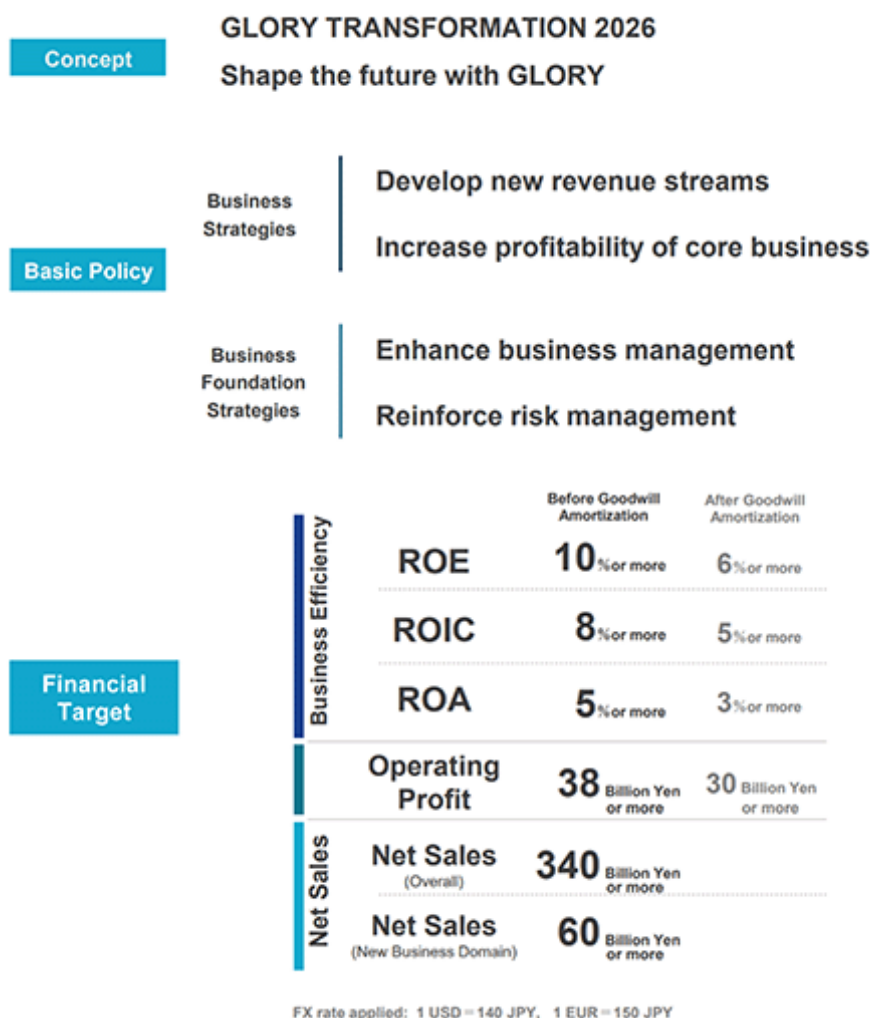 GLORY TRANSFORMATION 2026
Concept
Shape the future with GLORY
Basic Policy
Business
Strategies
Develop new revenue streams
Increase profitability of core business
Business
Foundation
Strategies
Enhance business management
Reinforce risk management
Financial
Target
Before Goodwill
Amortization
After Goodwill
Amortization
Business Efficiency
ROE
10%or more
6%or more
ROIC
8%or more
5%or more
ROA
5%or more
3%or more
Operating
Profit
38 Billion Yen
or more
30 Billion Yen
or more
Net Sales
Net Sales
(Overall)
340 Billion Yen
or more
Net Sales
(New Business Domain)
60 Billion Yen
or more
FX rate applied: 1 USD=140 JPY, 1 EUR=150 JPY